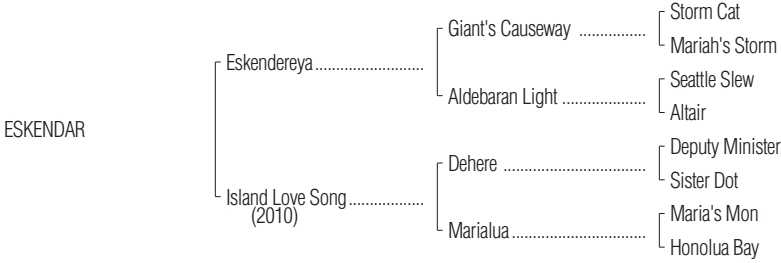 ESKENDAR
Eskendereya
Island Love Song
(2010)
Giant's Causeway
Aldebaran Light
Dehere
Marialua
Storm Cat
Mariah's Storm
Seattle Slew
Altair
Deputy Minister
Sister Dot
Maria's Mon
Honolua Bay